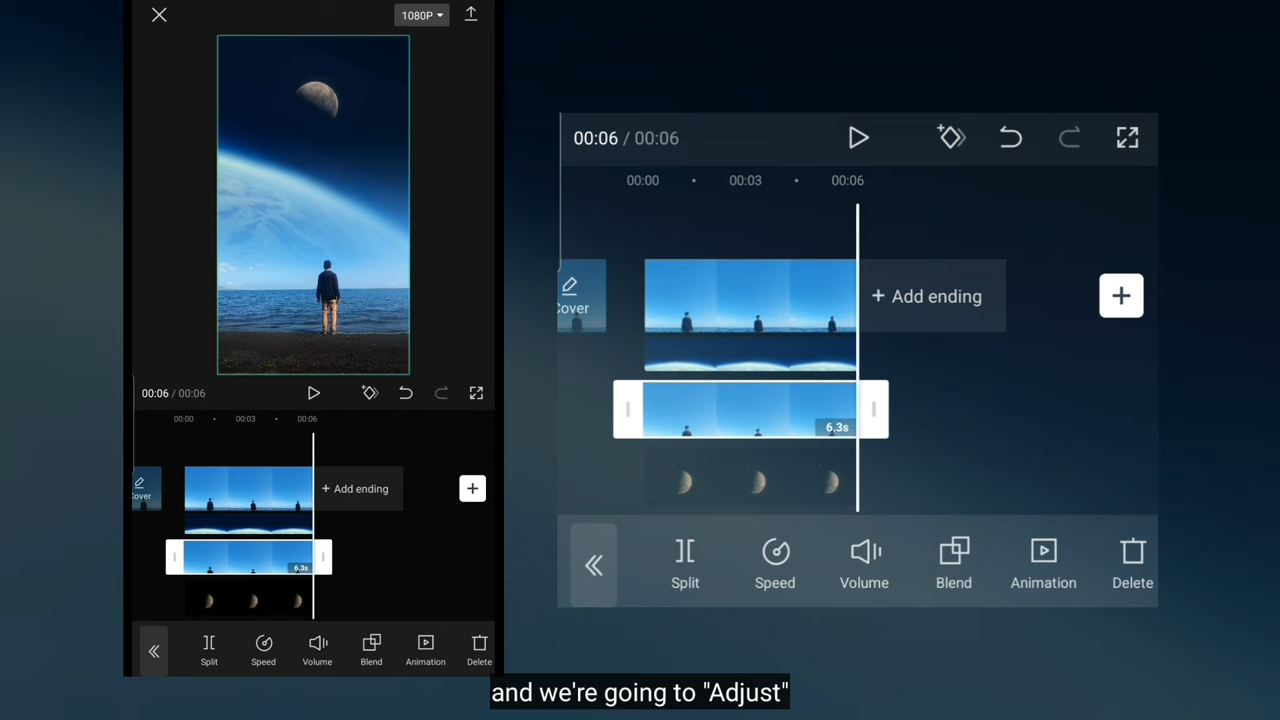 1080P
00:06 / 00:06
00:00
00:03
00:06
Cover
+ Add ending
6.3s
Split
Speed
Volume
Blend
Animation
Delete
00:06 / 00:06
00:00
00:03
00:06
Cover
+ Add ending
6.3s
Split
Speed
Volume
Blend
Animation
Delete
and we're going to "Adjust"